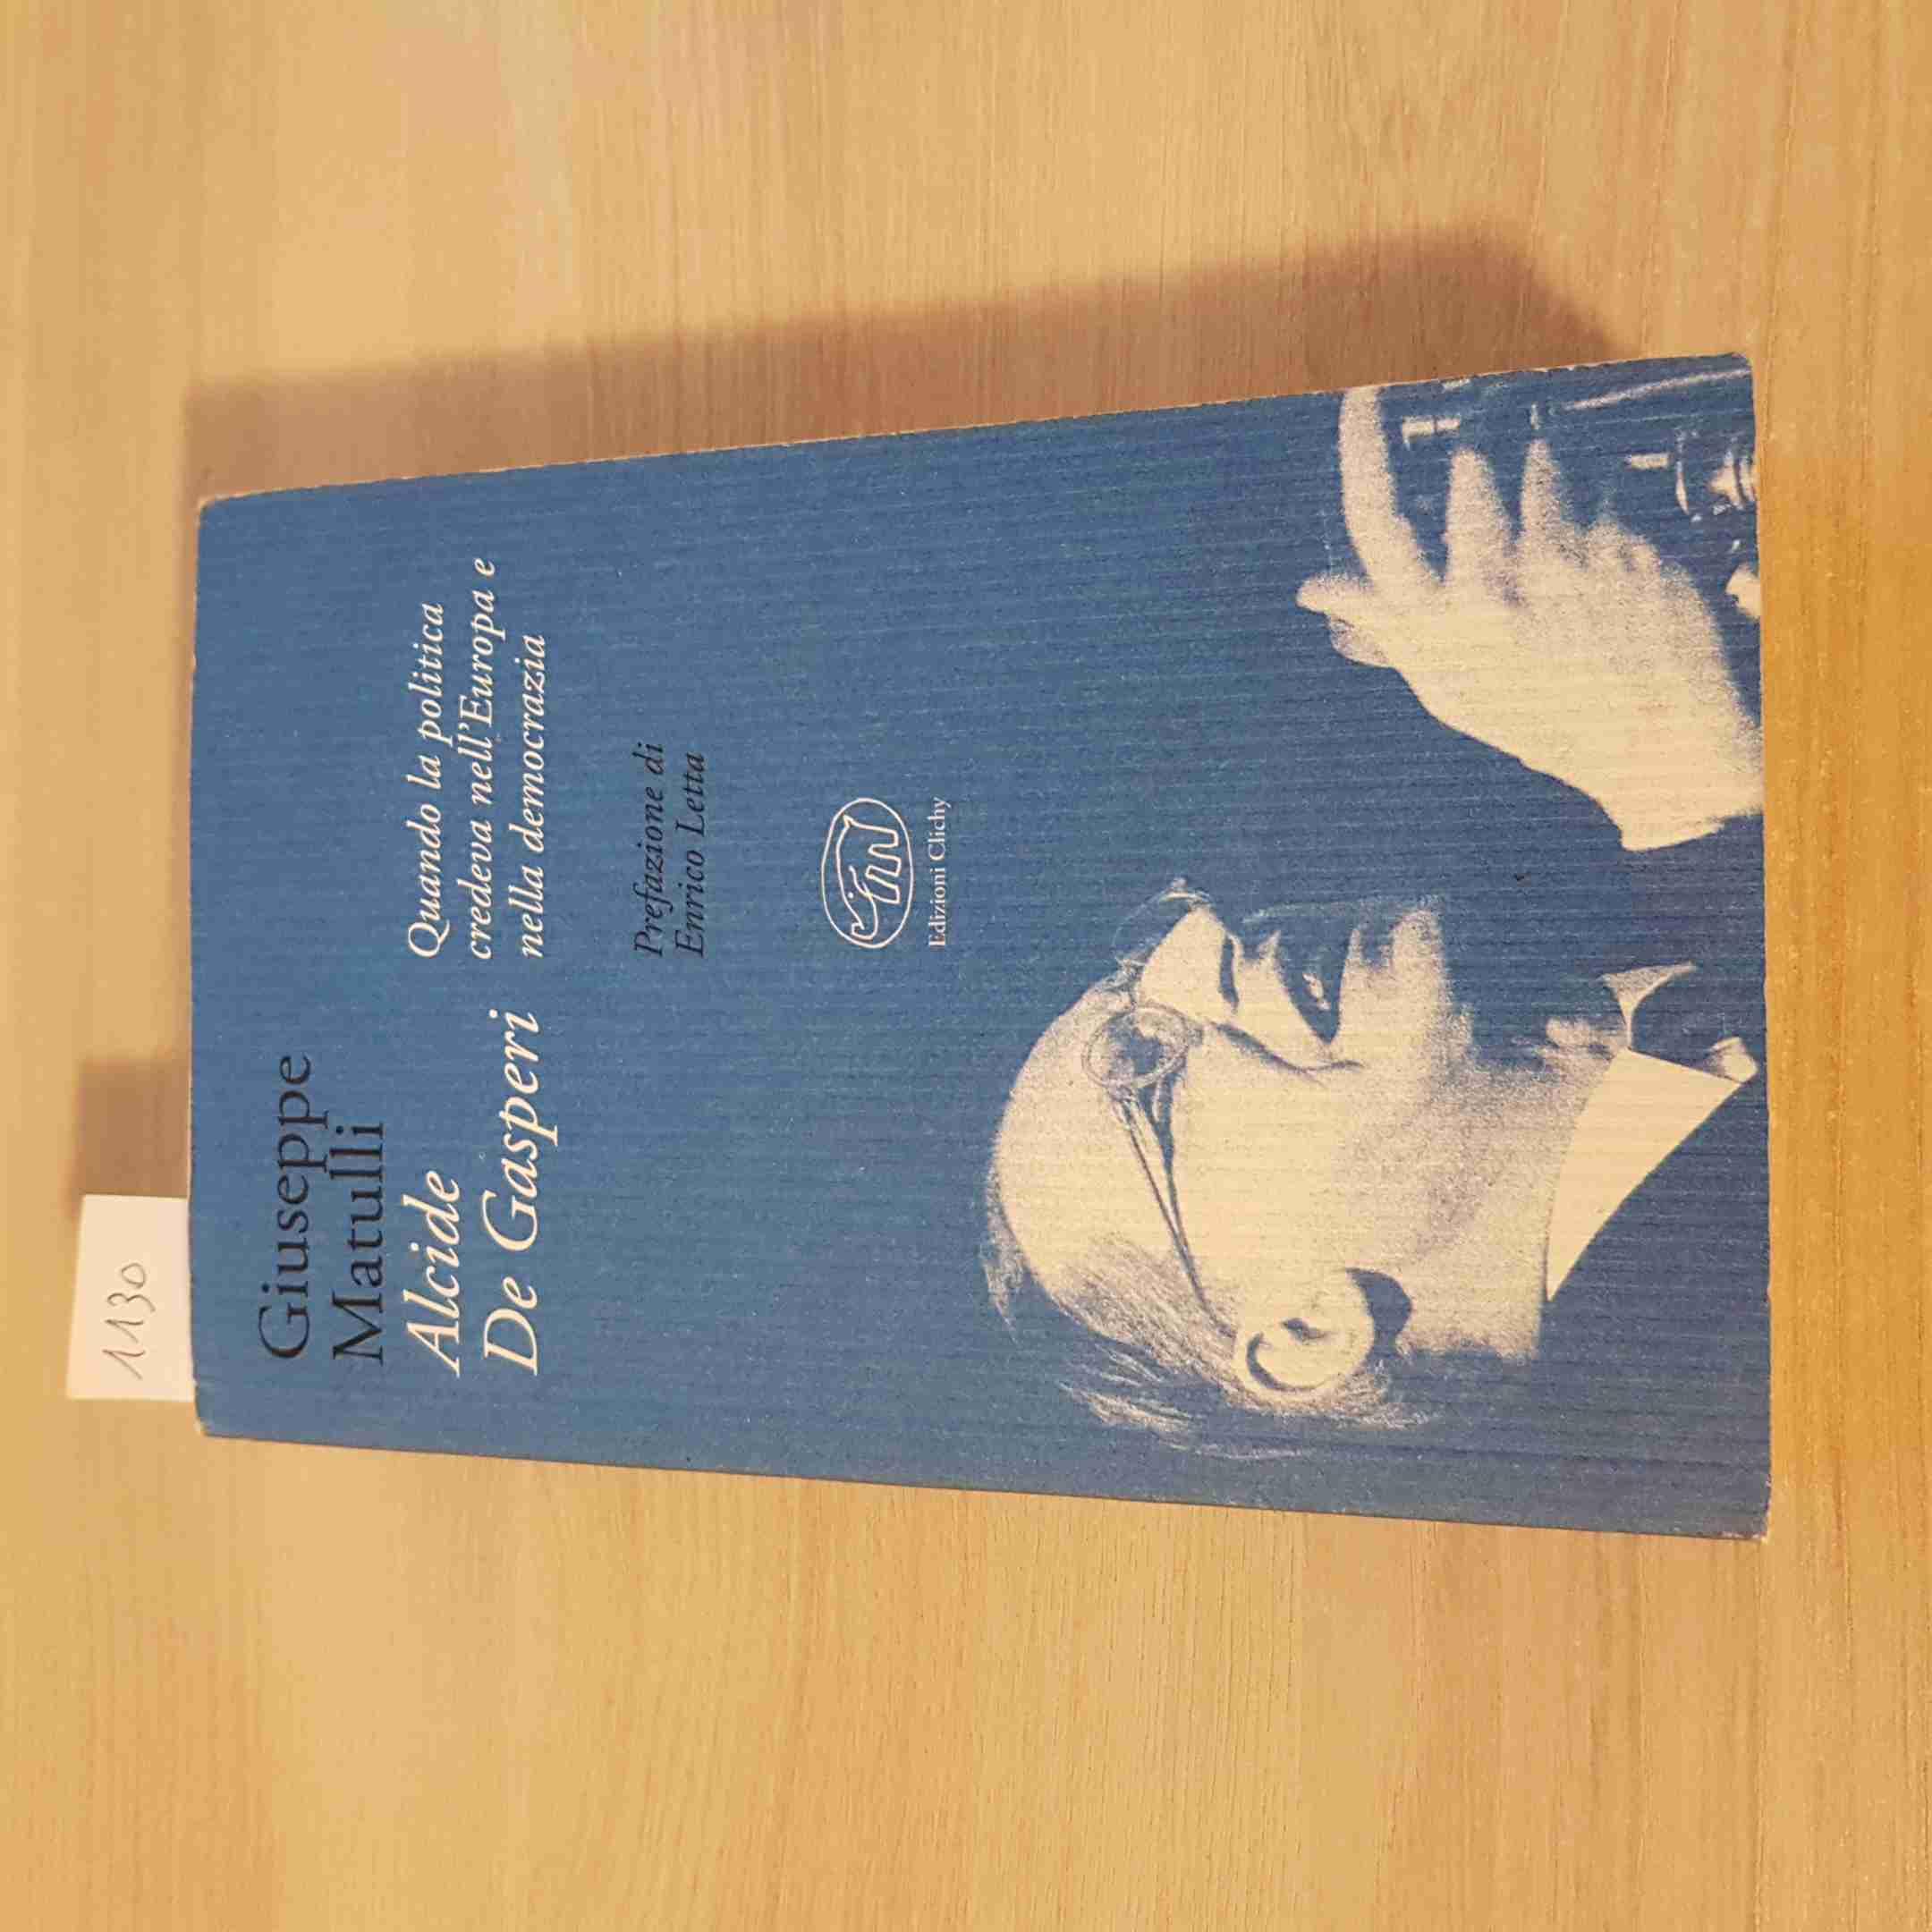 1130
Giuseppe
Matulli
Alcide
De Gasperi
Quando la politica
credeva nell'Europa e
nella democrazia
Prefazione di
Enrico Letta
Edizioni Clichy